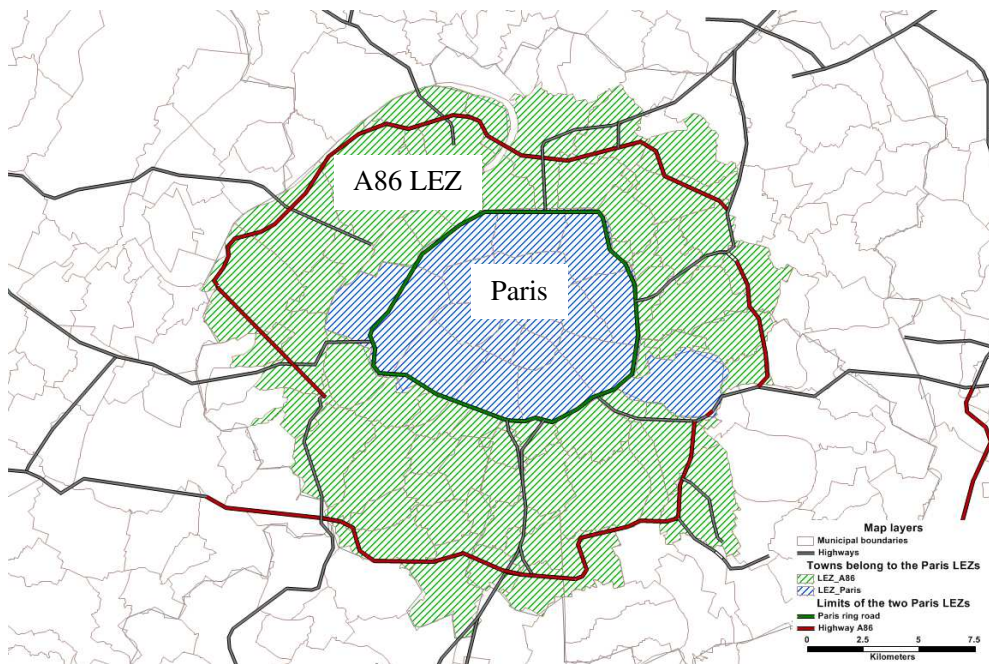 A86 LEZ
Paris
Map layers
Municipal boundaries
Highways
Towns belong to the Paris LEZs
LEZ_A86
LEZ_Paris
Limits of the two Paris LEZs
Paris ring road
Highway A86
0 2.5 5 7.5
Kilometers